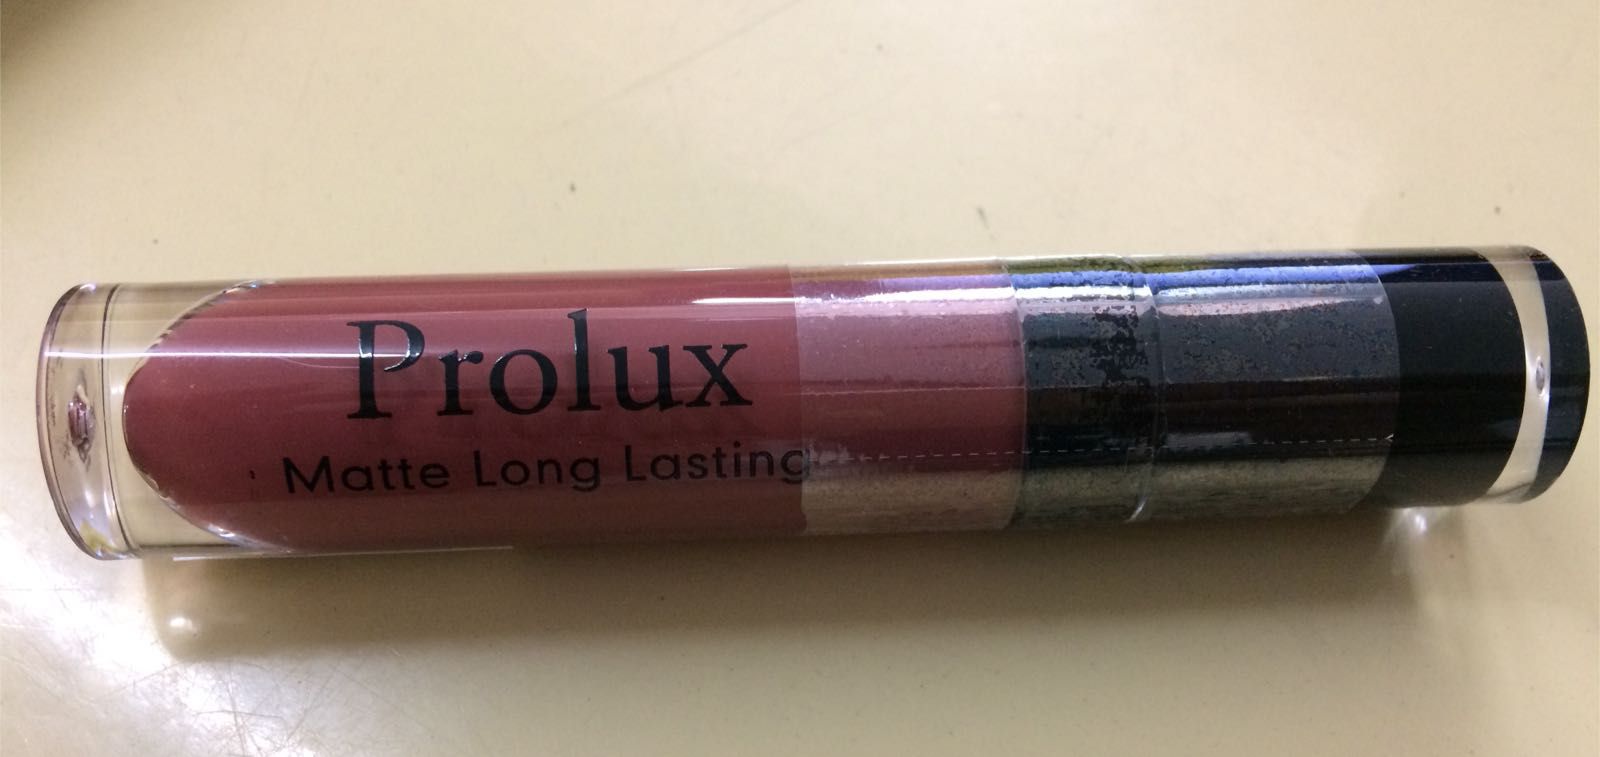 Prolux
Matte Long Lasting